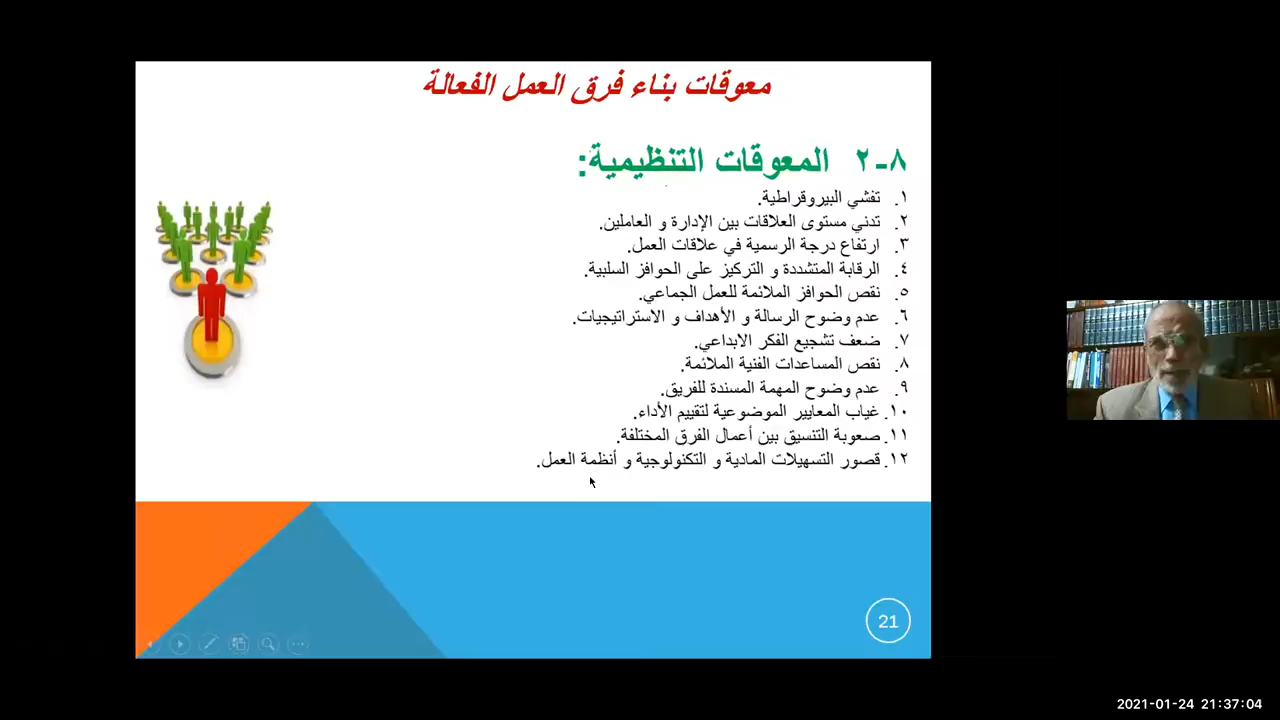 معوقات بناء فرق العمل الفعالة
٨-٢ المعوقات التنظيمية:
١. تفشي البيروقراطية.
٢. تدني مستوى العلاقات بين الإدارة و العاملين.
٣. ارتفاع درجة الرسمية في علاقات العمل.
٤. الرقابة المتشددة و التركيز على الحوافز السلبية.
٥. نقص الحوافز الملائمة للعمل الجماعي.
٦. عدم وضوح الرسالة و الأهداف و الاستراتيجيات.
٧. ضعف تشجيع الفكر الابداعي.
٨. نقص المساعدات الفنية الملائمة.
٩. عدم وضوح المهمة المسندة للفريق.
١٠. غياب المعايير الموضوعية لتقييم الأداء.
١١. صعوبة التنسيق بين أعمال الفرق المختلفة.
١٢. قصور التسهيلات المادية و التكنولوجية و أنظمة العمل.
21
2021-01-24 21:37:04